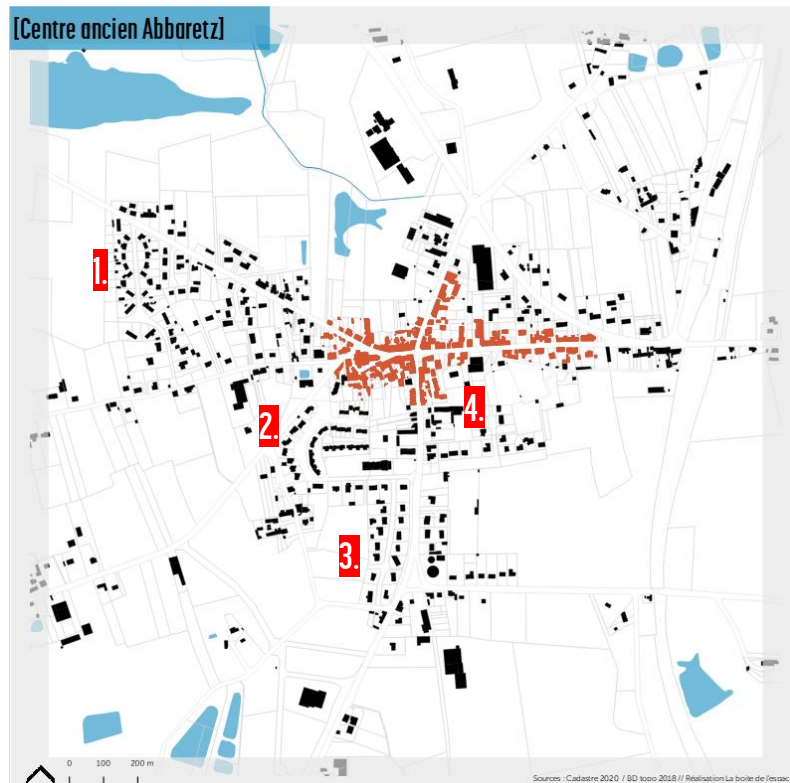 [Centre ancien Abbaretz]
1.
2.
4.
3.
0 100 200 m
Sources : Cadastre 2020 / BD topo 2018 // Réalisation La boite de l'espace